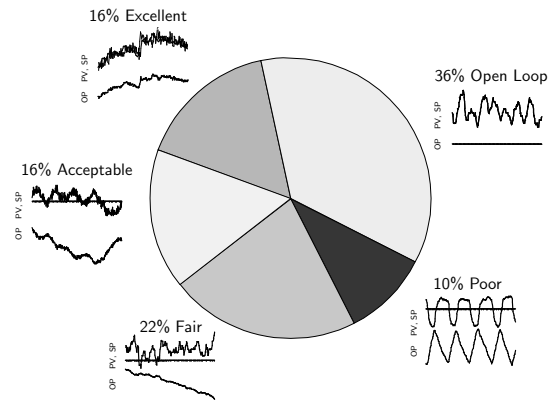 16% Excellent
PV, SP
OP
36% Open Loop
PV, SP
OP
16% Acceptable
PV, SP
OP
10% Poor
PV, SP
OP
22% Fair
PV, SP
OP